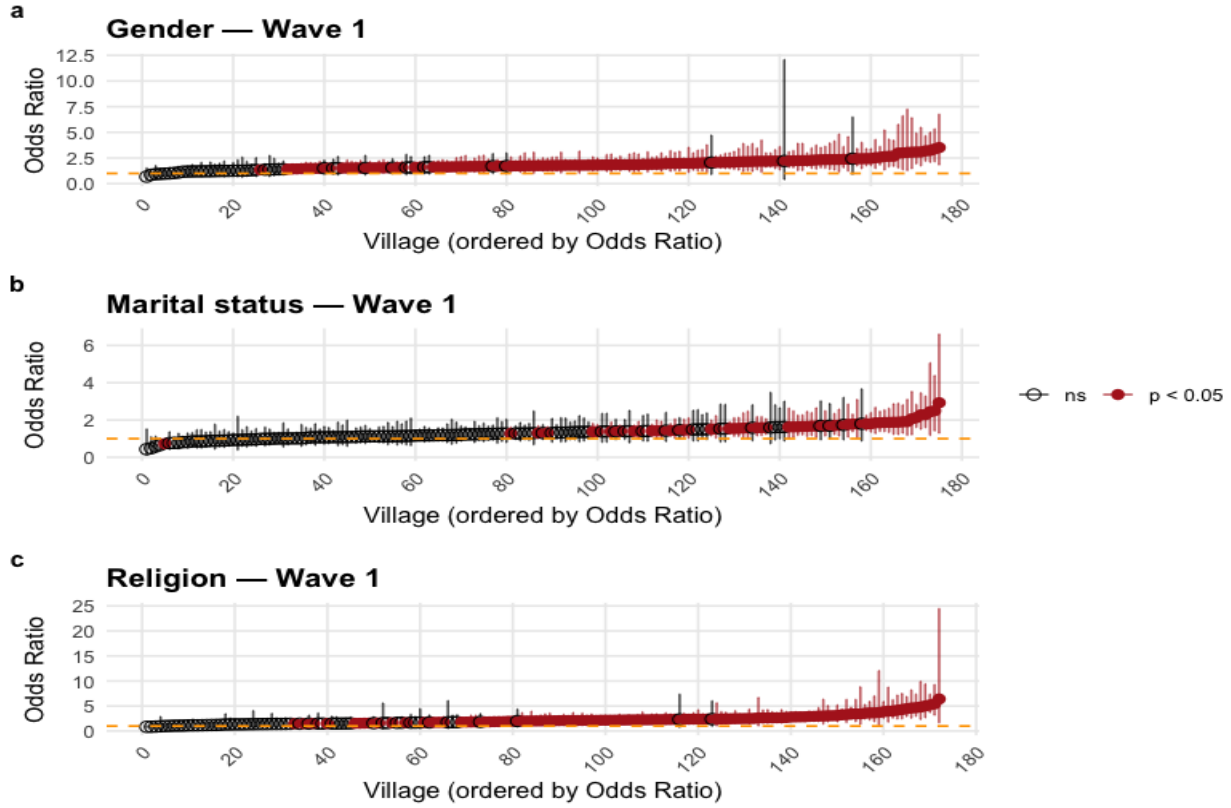 a
Gender — Wave 1
12.5
10.0
7.5
5.0
2.5
0.0
Odds Ratio
0 20 40 60 80 100 120 140 160 180
Village (ordered by Odds Ratio)
b
Marital status — Wave 1
6
4
2
0
Odds Ratio
0 20 40 60 80 100 120 140 160 180
Village (ordered by Odds Ratio)
ns p < 0.05
c
Religion — Wave 1
25
20
15
10
5
0
Odds Ratio
0 20 40 60 80 100 120 140 160 180
Village (ordered by Odds Ratio)